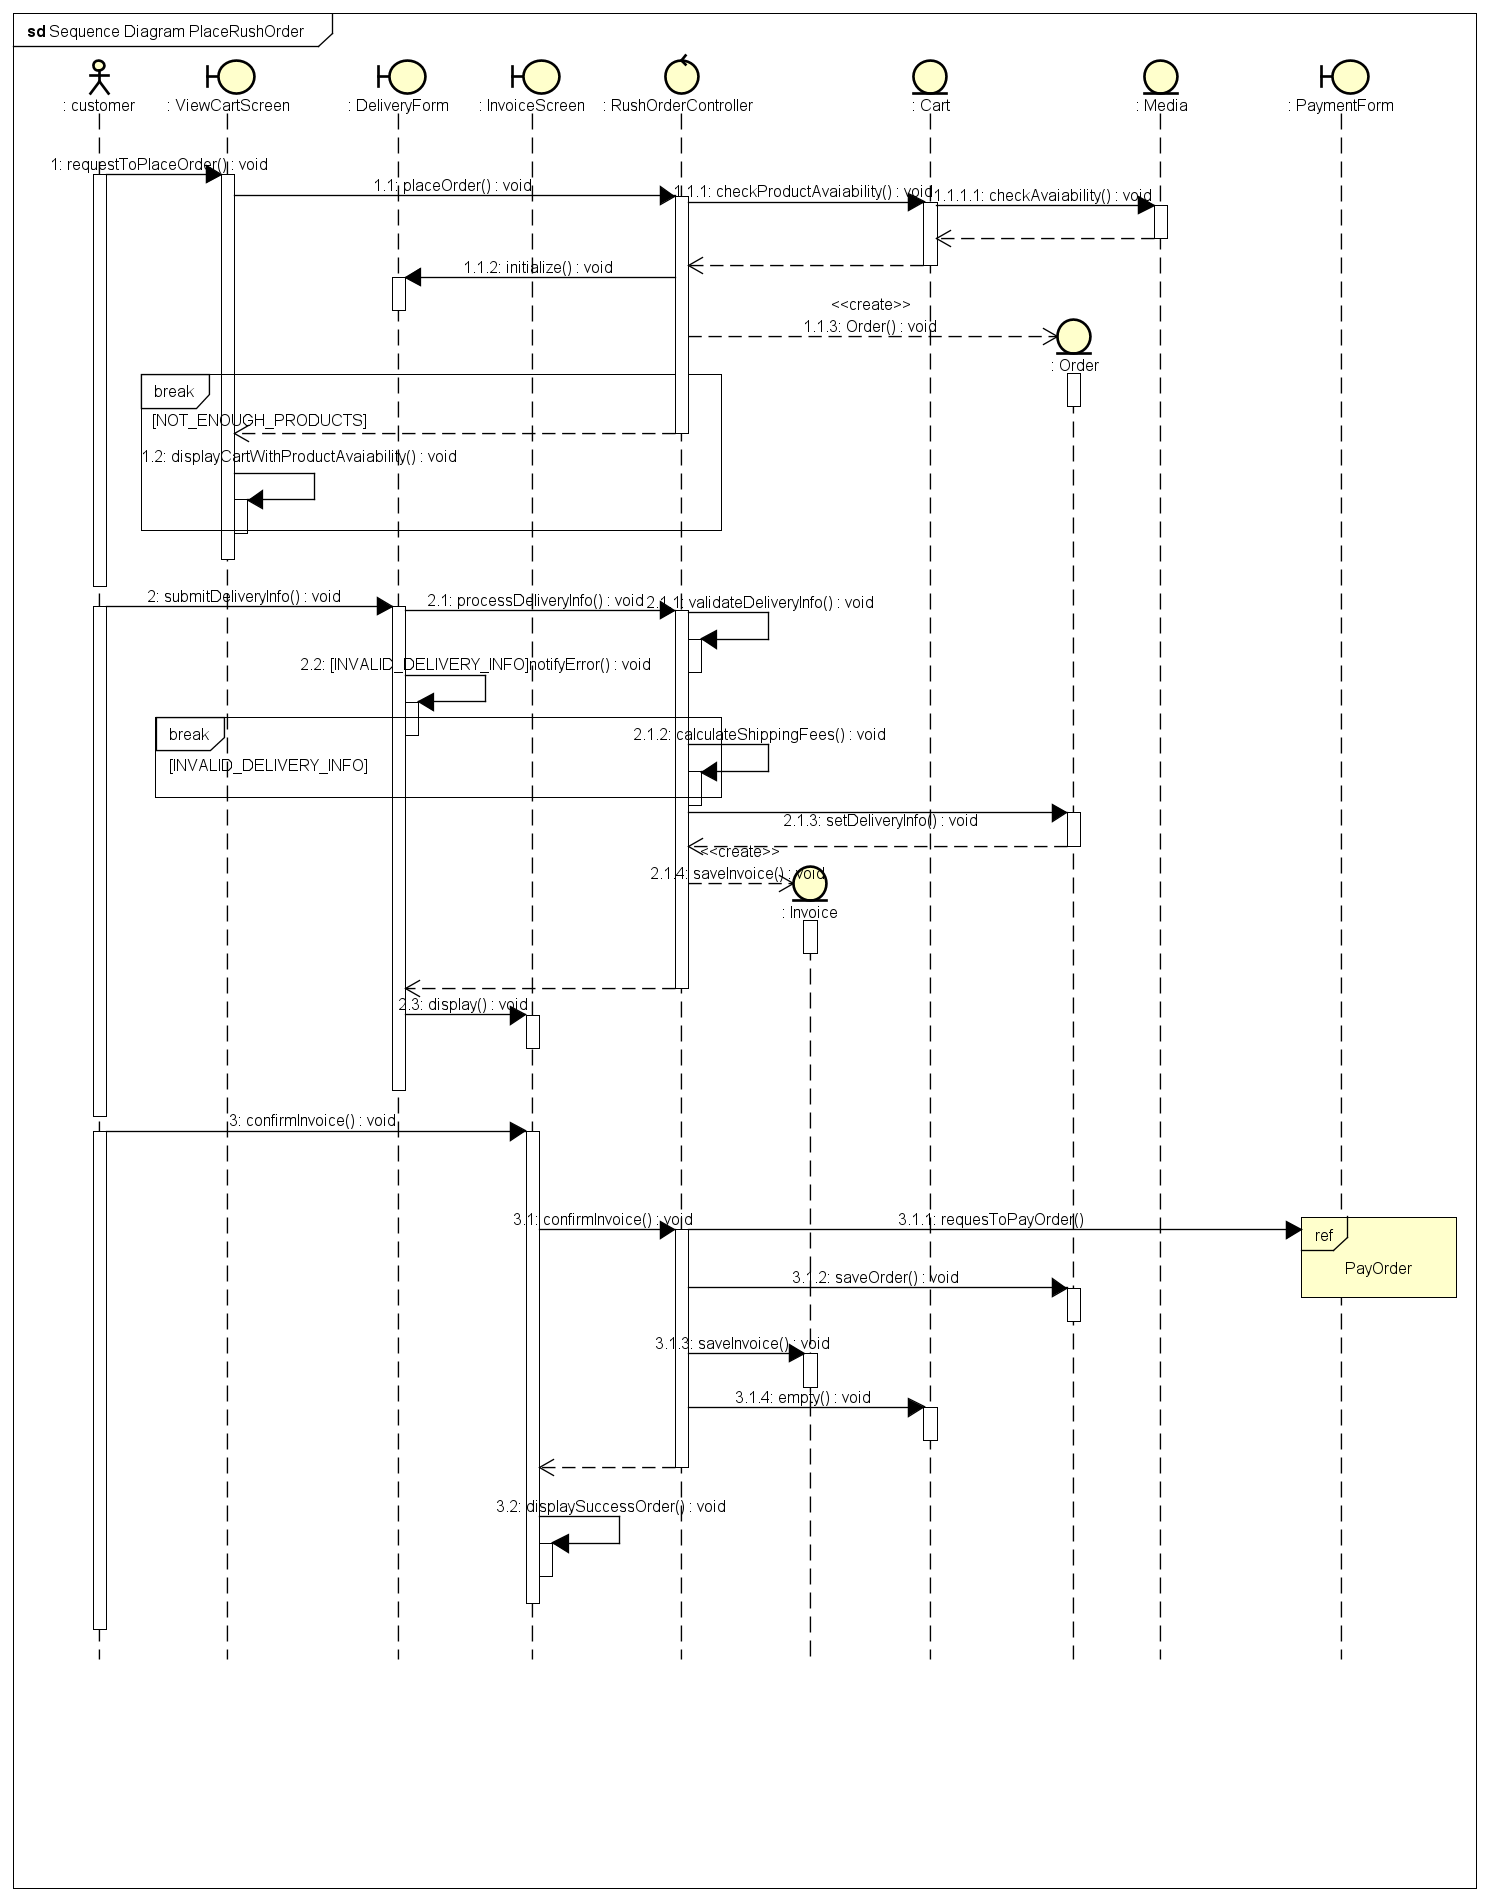 sd Sequence Diagram PlaceRushOrder
: customer
: ViewCartScreen
: DeliveryForm
: InvoiceScreen
: RushOrderController
: Cart
: Media
: PaymentForm
1: requestToPlaceOrder() : void
1.1: placeOrder() : void
1.1.1: checkProductAvaiability() : void
1.1.1.1: checkAvaiability() : void
1.1.2: initialize() : void
<<create>>
1.1.3: Order() : void
: Order
break
[NOT_ENOUGH_PRODUCTS]
1.2: displayCartWithProductAvaiability() : void
2: submitDeliveryInfo() : void
2.1: processDeliveryInfo() : void
2.1.1: validateDeliveryInfo() : void
2.2: [INVALID_DELIVERY_INFO]notifyError() : void
break
2.1.2: calculateShippingFees() : void
[INVALID_DELIVERY_INFO]
2.1.3: setDeliveryInfo() : void
<<create>>
2.1.4: saveInvoice() : void
: Invoice
2.3: display() : void
3: confirmInvoice() : void
3.1: confirmInvoice() : void
3.1.1: requesToPayOrder()
ref
PayOrder
3.1.2: saveOrder() : void
3.1.3: saveInvoice() : void
3.1.4: empty() : void
3.2: displaySuccessOrder() : void